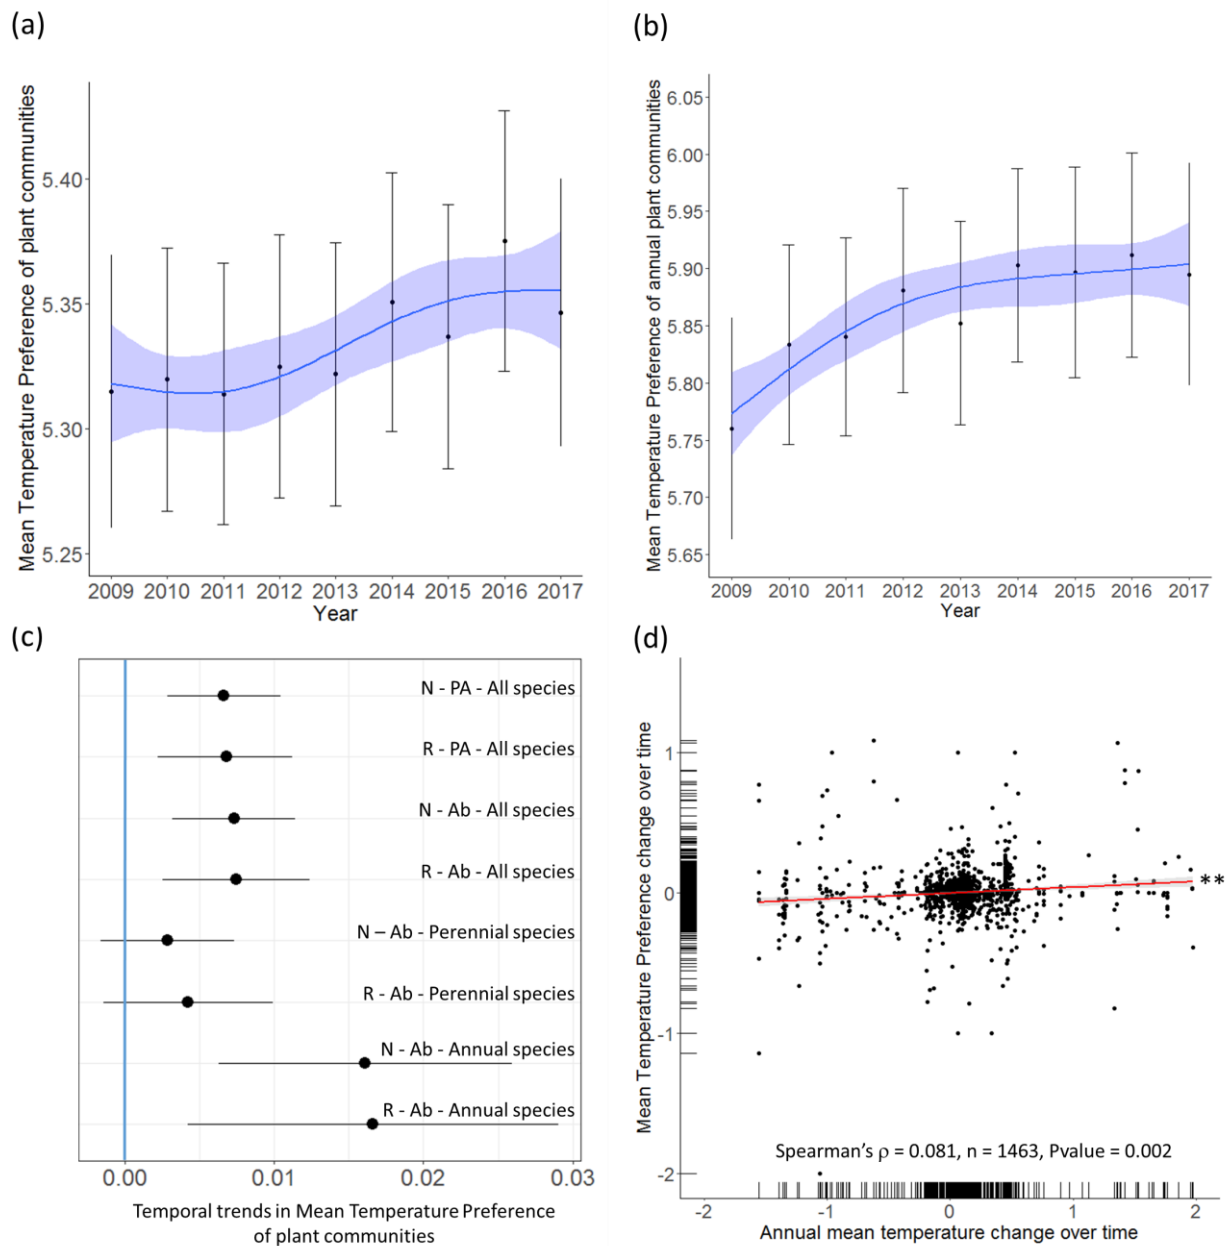 (a)
Mean Temperature Preference of plant communities
5.40
5.35
5.30
5.25
2009 2010 2011 2012 2013 2014 2015 2016 2017
Year
(b)
Mean Temperature Preference of annual plant communities
6.05
6.00
5.95
5.90
5.85
5.80
5.75
5.70
5.65
2009 2010 2011 2012 2013 2014 2015 2016 2017
Year
(c)
N - PA - All species
R - PA - All species
N - Ab - All species
R - Ab - All species
N – Ab - Perennial species
R - Ab - Perennial species
N - Ab - Annual species
R - Ab - Annual species
0.00 0.01 0.02 0.03
Temporal trends in Mean Temperature Preference
of plant communities
(d)
Mean Temperature Preference change over time
1
0
-1
-2
**
Spearman's ρ = 0.081, n = 1463, Pvalue = 0.002
-2 -1 0 1 2
Annual mean temperature change over time